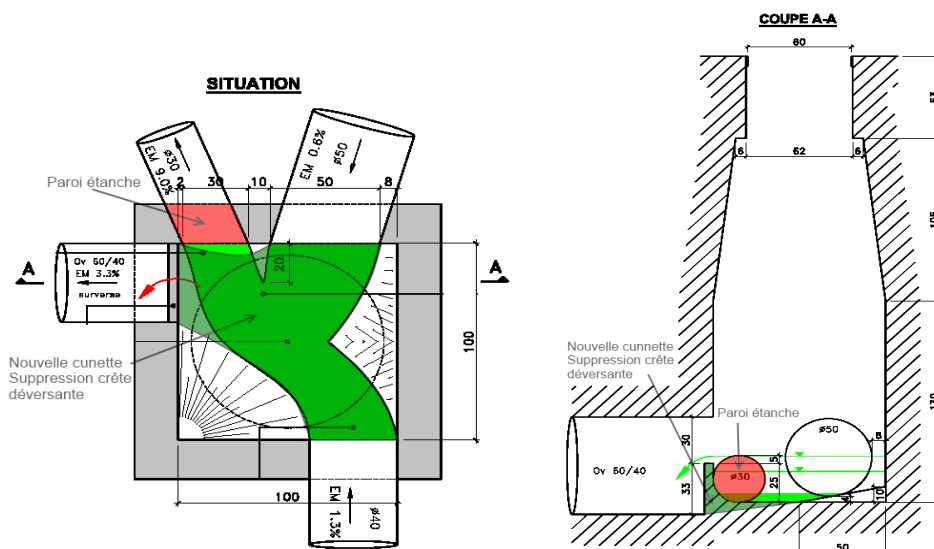 SITUATION
ø30
EM 9.0%
EM 0.6%
ø50
Paroi étanche
2
30
10
50
8
Ov 60/40
EM 3.3%
surverse
20
A
A
100
Nouvelle cunette
Suppression crête
déversante
100
EM 1.3%
ø40
COUPE A-A
60
6
62
6
Nouvelle cunnette
Suppression crête
déversante
Paroi étanche
ø50
30
8
Ov 60/40
5
ø30
33
25
4
10
50